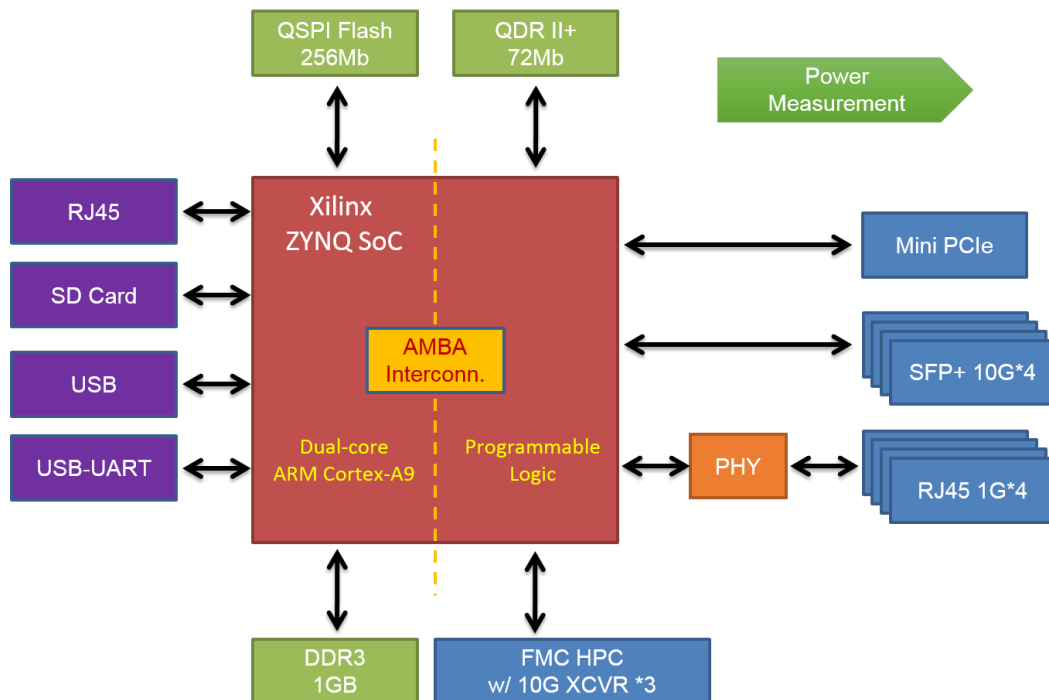 QSPI Flash
256Mb
QDR II+
72Mb
Power
Measurement
RJ45
SD Card
USB
USB-UART
Xilinx
ZYNQ SoC
AMBA
Interconn.
Dual-core
ARM Cortex-A9
Programmable
Logic
Mini PCIe
SFP+ 10G*4
PHY
RJ45 1G*4
DDR3
1GB
FMC HPC
w/ 10G XCVR *3